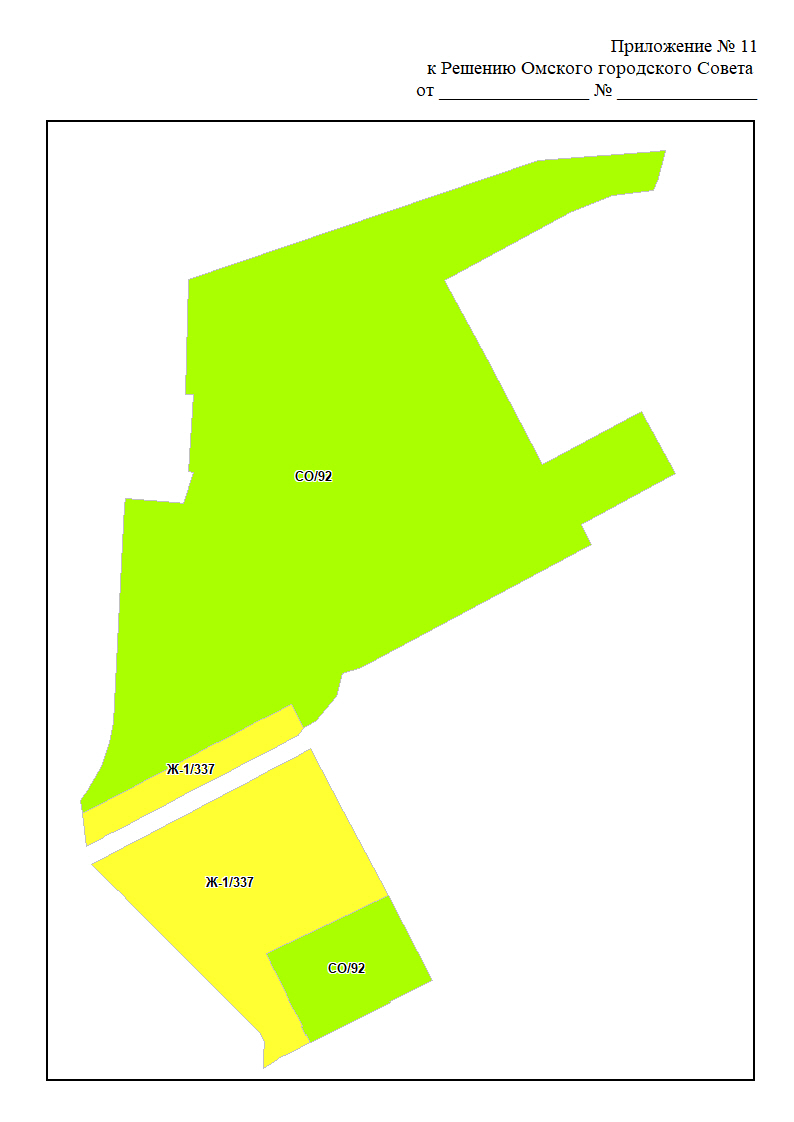 Приложение № 11
к Решению Омского городского Совета
от ________________ № _______________
СО/92
Ж-1/337
Ж-1/337
СО/92